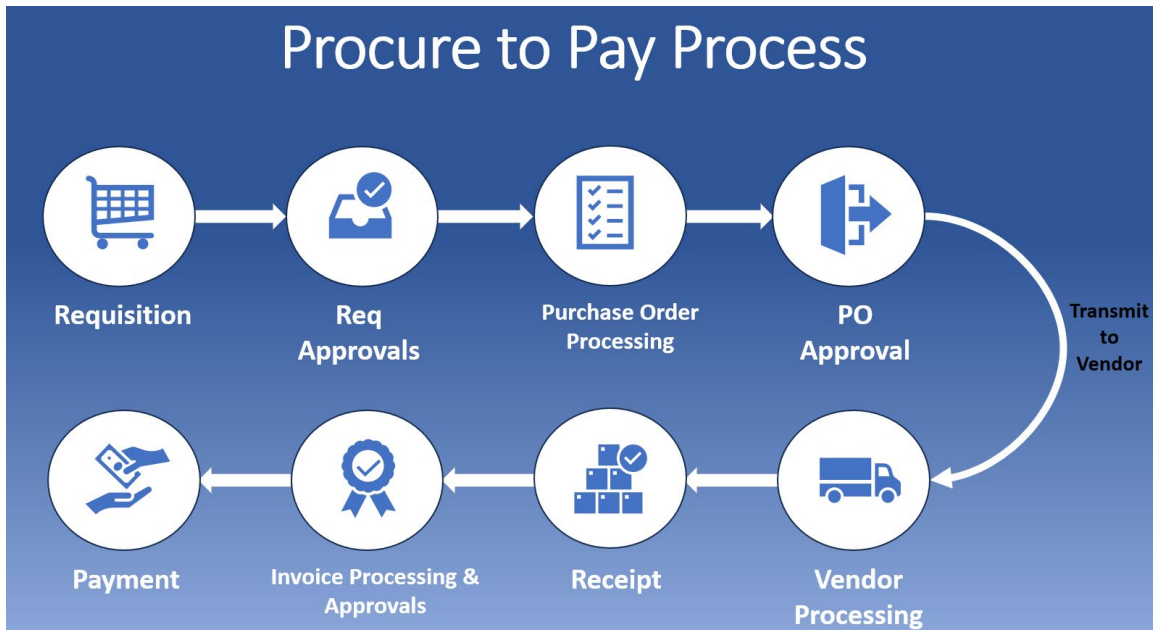 Procure to Pay Process
Requisition
Req
Approvals
Purchase Order
Processing
PO
Approval
Transmit
to
Vendor
Payment
Invoice Processing &
Approvals
Receipt
Vendor
Processing